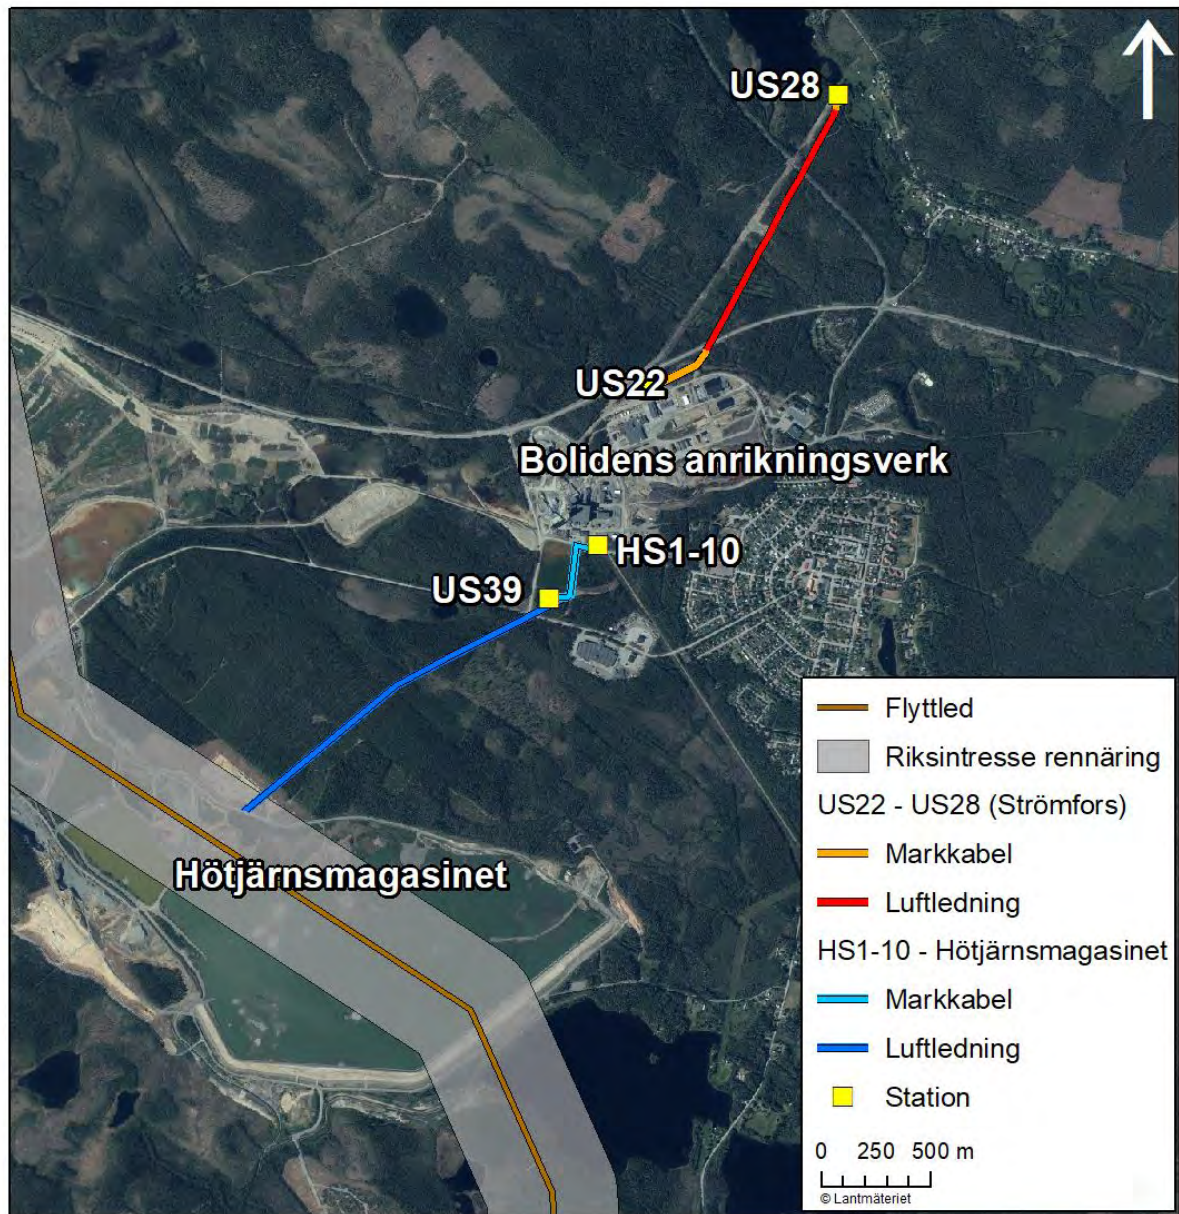 US28
US22
Bolidens anrikningsverk
HS1-10
US39
Hötjärnsmagasinet
Flyttled
Riksintresse rennäring
US22 - US28 (Strömfors)
Markkabel
Luftledning
HS1-10 - Hötjärnsmagasinet
Markkabel
Luftledning
Station
0 250 500 m
© Lantmäteriet